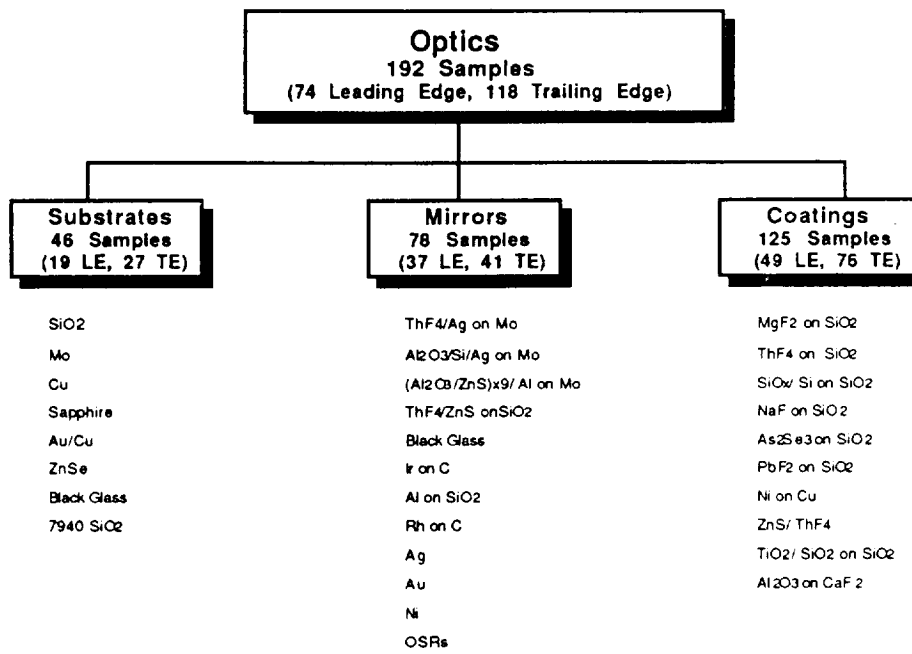 Optics
192 Samples
(74 Leading Edge, 118 Trailing Edge)
Substrates
46 Samples
(19 LE, 27 TE)
SiO2
Mo
Cu
Sapphire
Au/Cu
ZnSe
Black Glass
7940 SiO2
Mirrors
78 Samples
(37 LE, 41 TE)
ThF4/Ag on Mo
Al2O3/Si/Ag on Mo
(Al2O3/ZnS)x9/ Al on Mo
ThF4/ZnS onSiO2
Black Glass
Ir on C
Al on SiO2
Rh on C
Ag
Au
Ni
OSRs
Coatings
125 Samples
(49 LE, 76 TE)
MgF2 on SiO2
ThF4 on SiO2
SiOx/ Si on SiO2
NaF on SiO2
As2Se3 on SiO2
PbF2 on SiO2
Ni on Cu
ZnS/ ThF4
TiO2/ SiO2 on SiO2
Al2O3 on CaF2